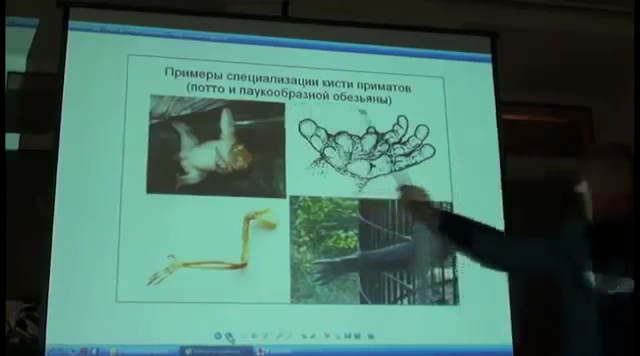 Примеры специализации кисти приматов
(потто и паукообразной обезьяны)